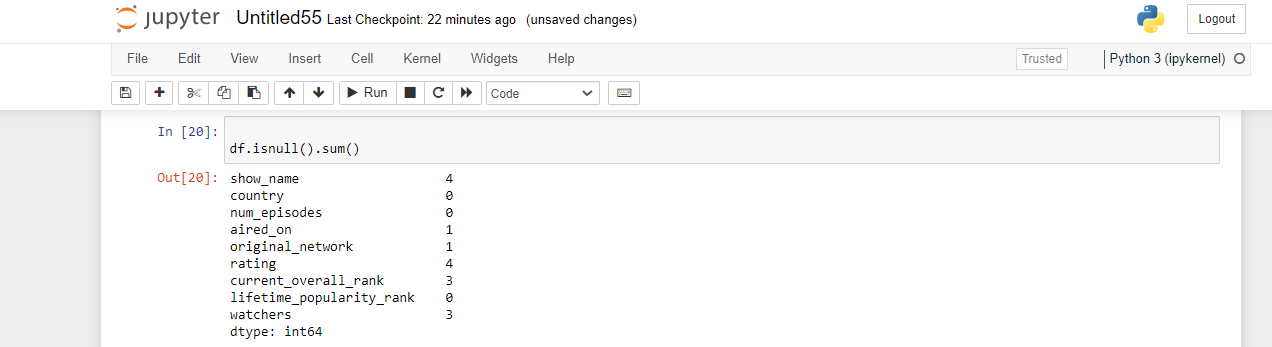 jupyter Untitled55 Last Checkpoint: 22 minutes ago (unsaved changes) Logout
File Edit View Insert Cell Kernel Widgets Help Trusted Python 3 (ipykernel)
Run Code
In [20]:
df.isnull().sum()
Out[20]: show_name 4
country 0
num_episodes 0
aired_on 1
original_network 1
rating 4
current_overall_rank 3
lifetime_popularity_rank 0
watchers 3
dtype: int64